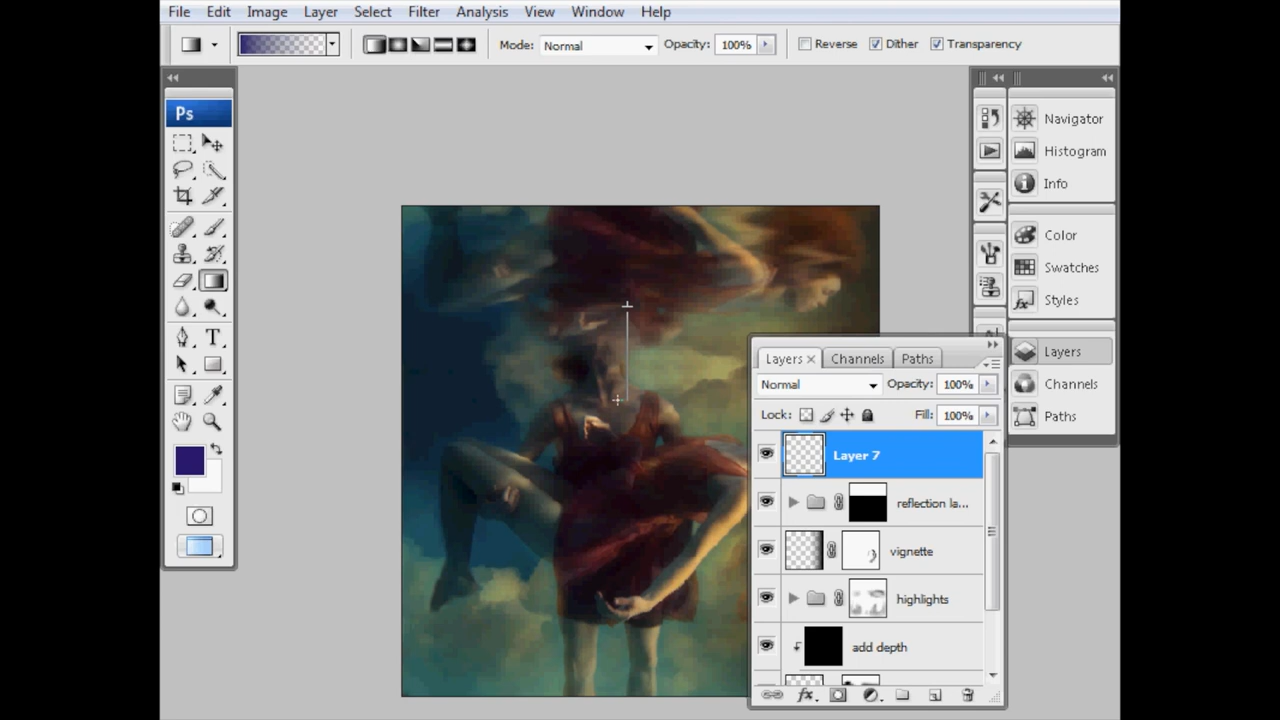 File Edit Image Layer Select Filter Analysis View Window Help
Mode: Normal Opacity: 100% Reverse Dither Transparency
Ps
Navigator
Histogram
Info
Color
Swatches
Styles
Layers
Channels
Paths
Layers × Channels Paths
Normal Opacity: 100%
Lock: Fill: 100%
Layer 7
reflection la...
vignette
highlights
add depth
fx
T